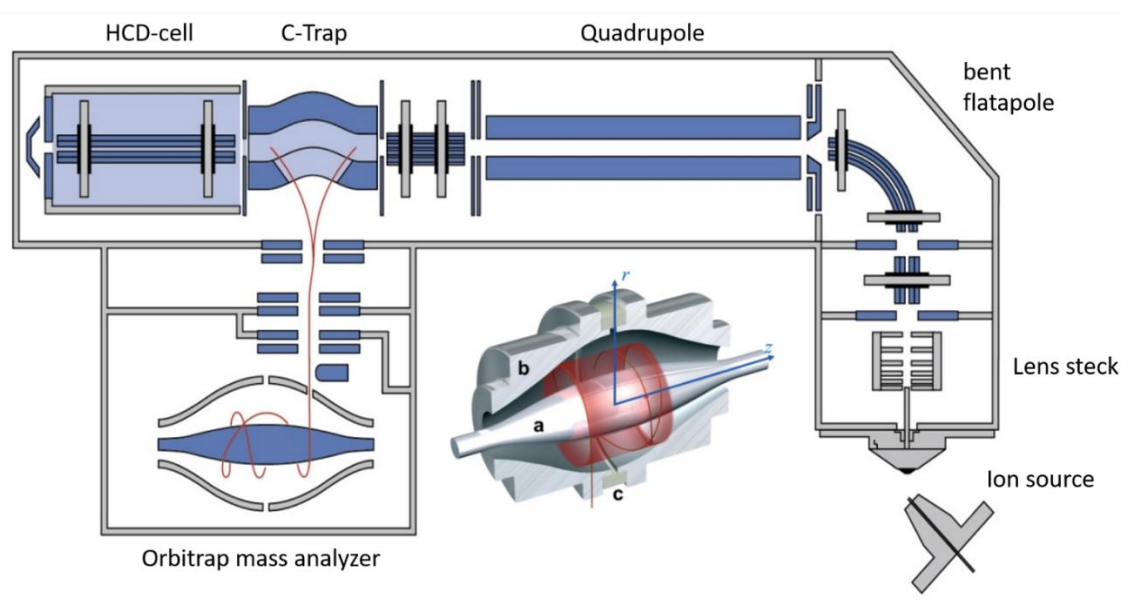 HCD-cell
C-Trap
Quadrupole
bent
flatapole
r
z
b
a
c
Lens steck
Ion source
Orbitrap mass analyzer